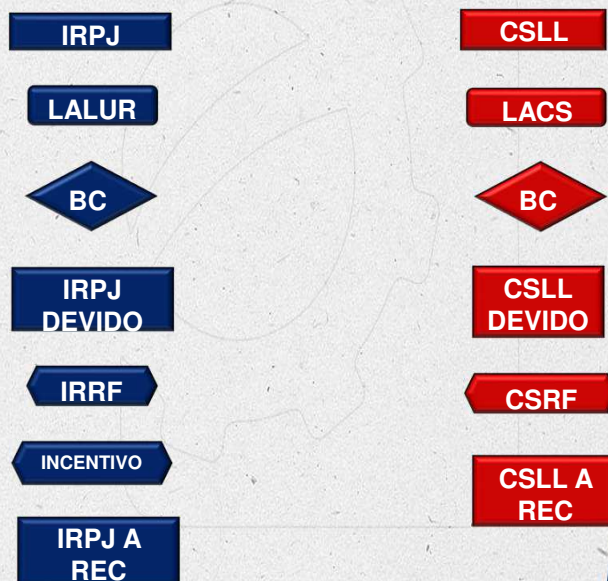 IRPJ
LALUR
BC
IRPJ
DEVIDO
IRRF
INCENTIVO
IRPJ A
REC
CSLL
LACS
BC
CSLL
DEVIDO
CSRF
CSLL A
REC